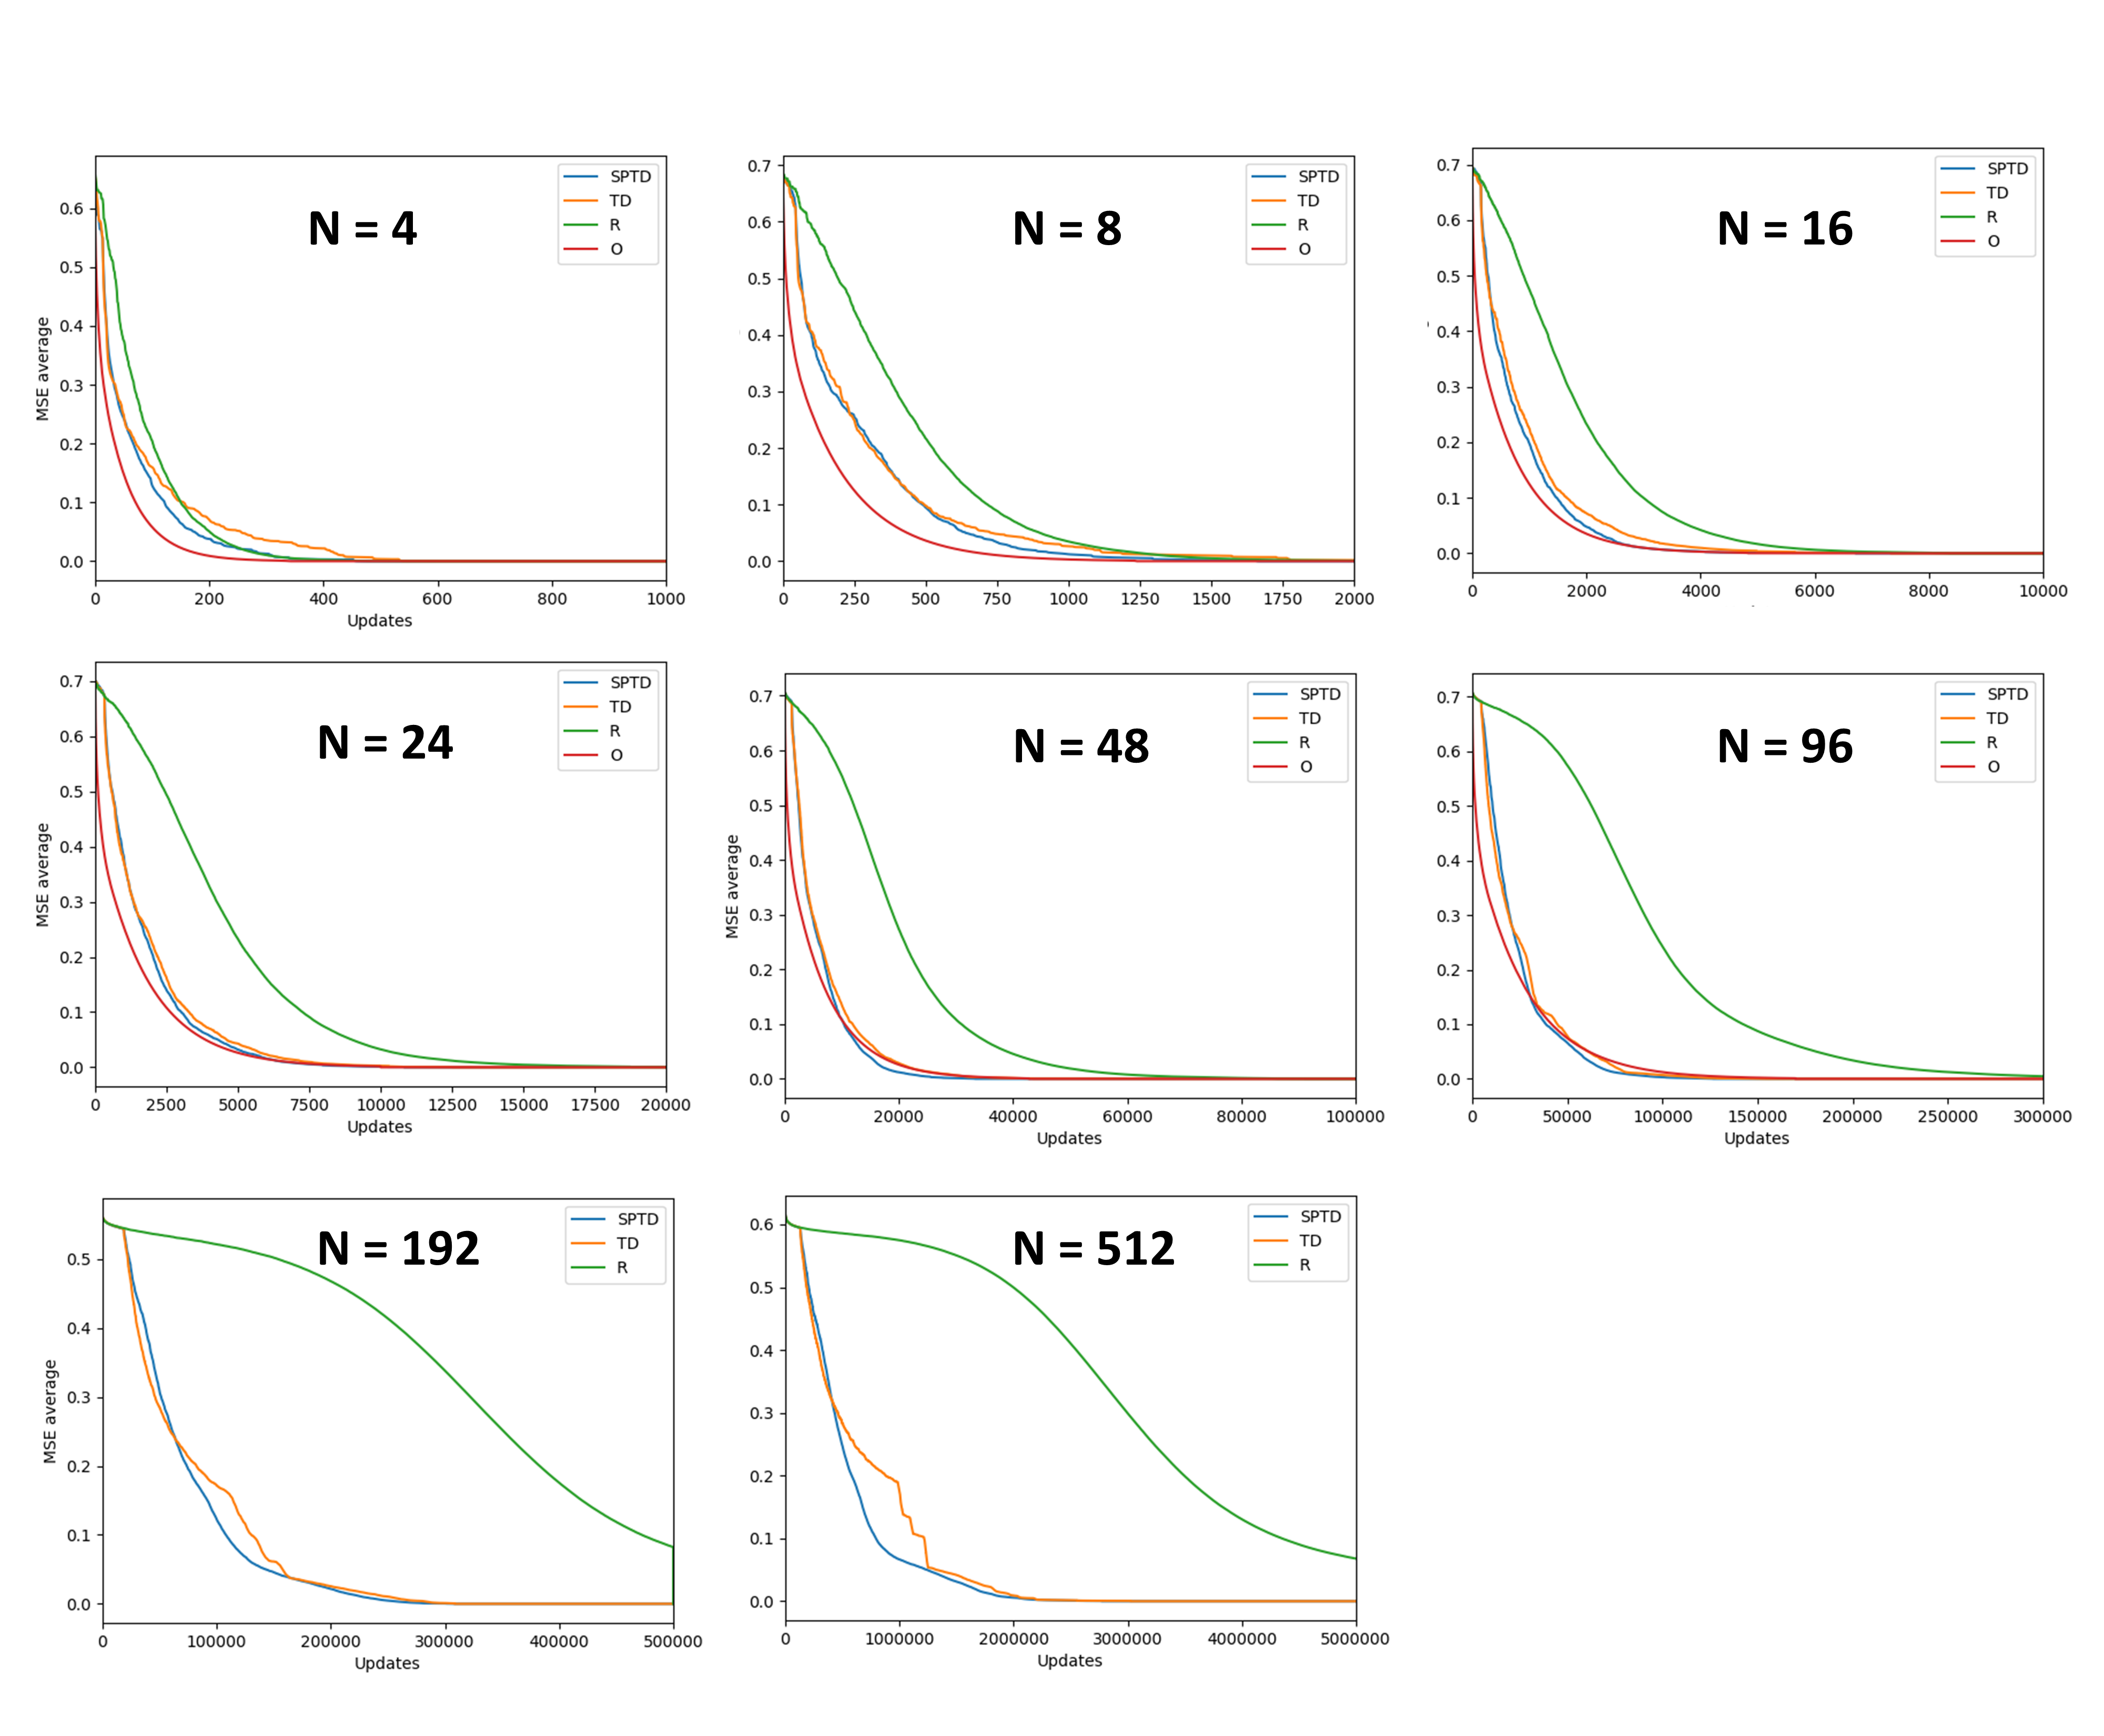 N = 4
SPTD
TD
R
O
MSE average
0.6
0.5
0.4
0.3
0.2
0.1
0.0
0 200 400 600 800 1000
Updates
N = 8
SPTD
TD
R
O
0.7
0.6
0.5
0.4
0.3
0.2
0.1
0.0
0 250 500 750 1000 1250 1500 1750 2000
N = 16
SPTD
TD
R
O
0.7
0.6
0.5
0.4
0.3
0.2
0.1
0.0
0 2000 4000 6000 8000 10000
N = 24
SPTD
TD
R
O
MSE average
0.7
0.6
0.5
0.4
0.3
0.2
0.1
0.0
0 2500 5000 7500 10000 12500 15000 17500 20000
Updates
N = 48
SPTD
TD
R
O
MSE average
0.7
0.6
0.5
0.4
0.3
0.2
0.1
0.0
0 20000 40000 60000 80000 100000
Updates
N = 96
SPTD
TD
R
O
0.7
0.6
0.5
0.4
0.3
0.2
0.1
0.0
0 50000 100000 150000 200000 250000 300000
Updates
N = 192
SPTD
TD
R
MSE average
0.5
0.4
0.3
0.2
0.1
0.0
0 100000 200000 300000 400000 500000
Updates
N = 512
SPTD
TD
R
0.6
0.5
0.4
0.3
0.2
0.1
0.0
0 1000000 2000000 3000000 4000000 5000000
Updates